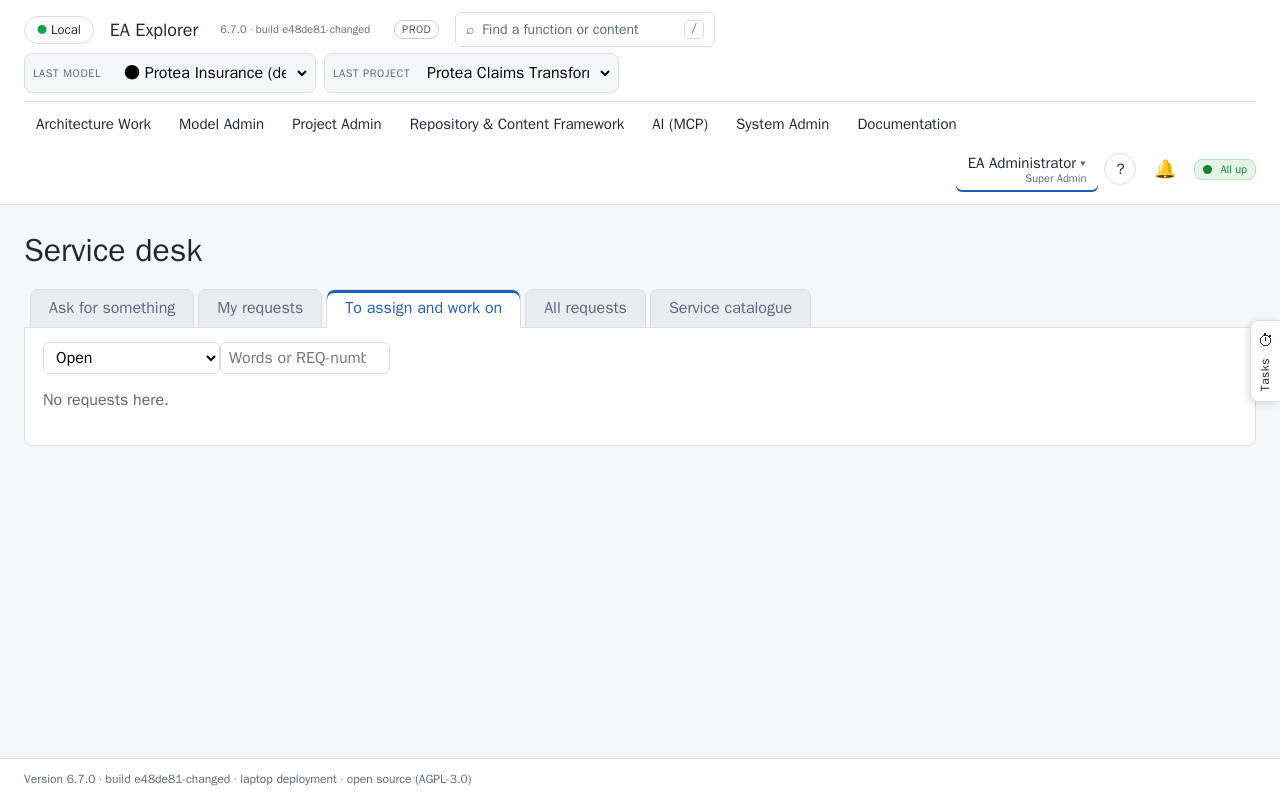 Local EA Explorer 6.7.0 · build e48de81-changed PROD Find a function or content /
LAST MODEL Protea Insurance (de LAST PROJECT Protea Claims Transfor
Architecture Work Model Admin Project Admin Repository & Content Framework AI (MCP) System Admin Documentation
EA Administrator ▾ ? All up
Super Admin
Service desk
Ask for something My requests To assign and work on All requests Service catalogue
Open Words or REQ-numb
No requests here.
Tasks
Version 6.7.0 · build e48de81-changed · laptop deployment · open source (AGPL-3.0)